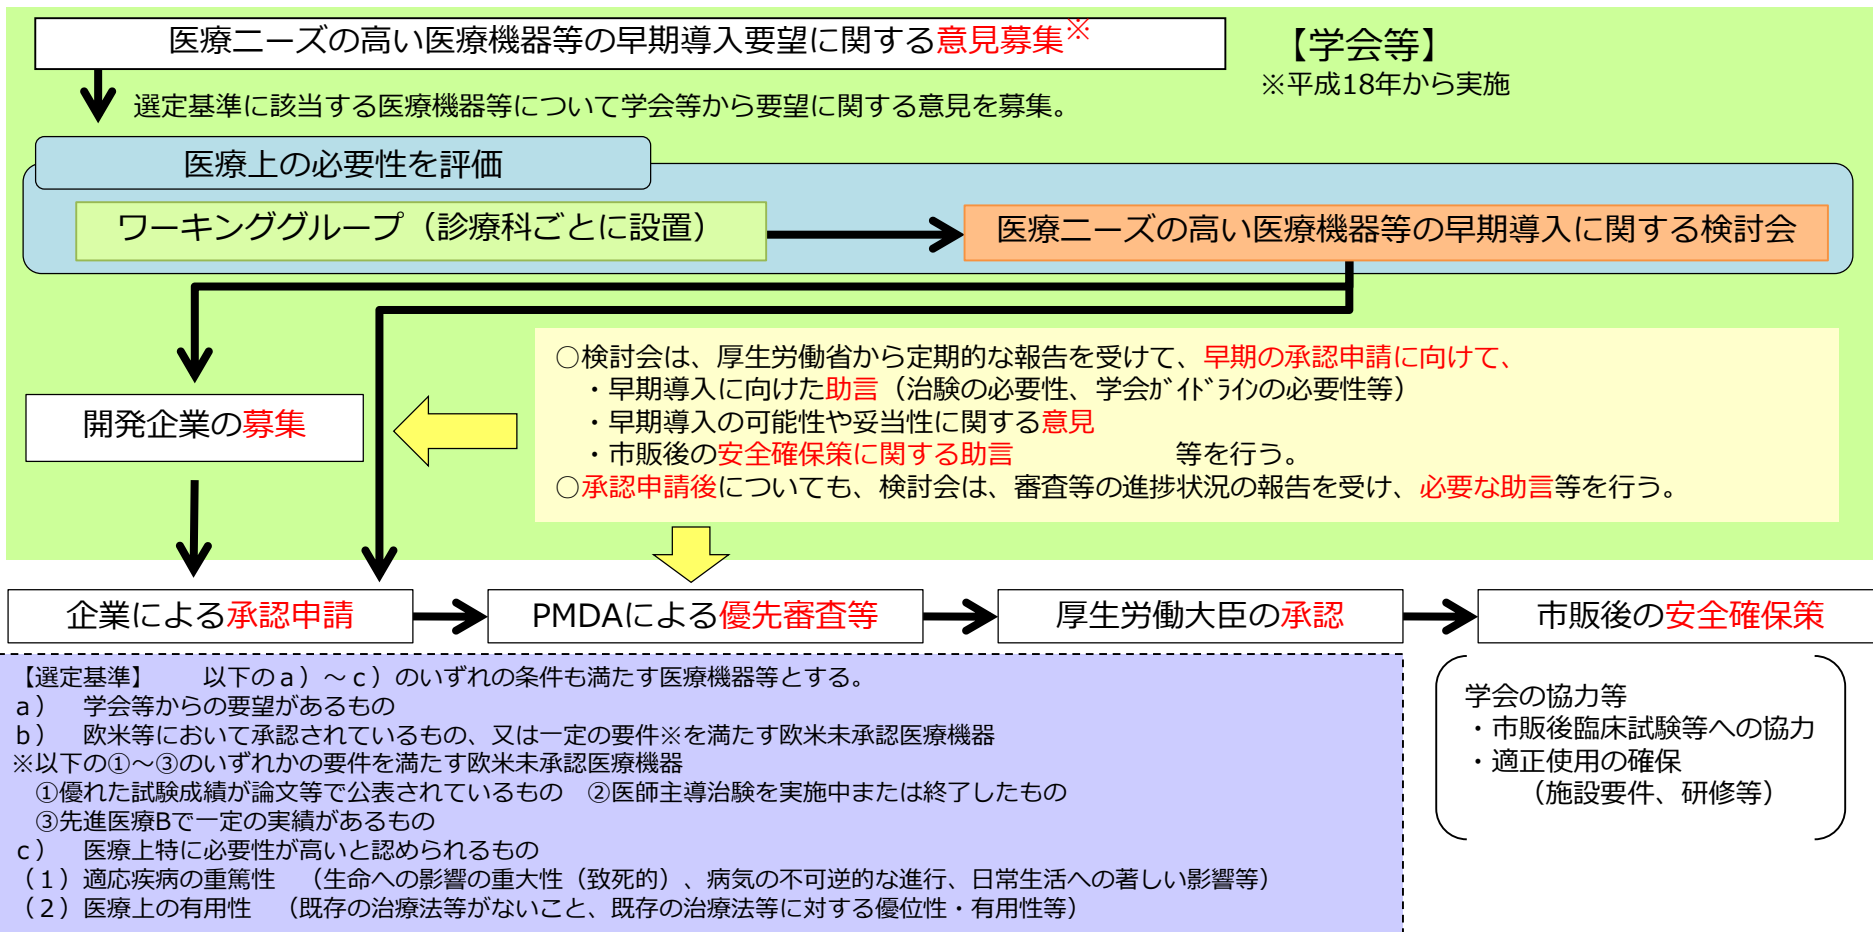 医療ニーズの高い医療機器等の早期導入要望に関する意見募集※
【学会等】
※平成18年から実施
選定基準に該当する医療機器等について学会等から要望に関する意見を募集。
医療上の必要性を評価
ワーキンググループ（診療科ごとに設置）
医療ニーズの高い医療機器等の早期導入に関する検討会
○検討会は、厚生労働省から定期的な報告を受けて、早期の承認申請に向けて、
・早期導入に向けた助言（治験の必要性、学会ｶﾞｲﾄﾞﾗｲﾝの必要性等）
・早期導入の可能性や妥当性に関する意見
・市販後の安全確保策に関する助言　　　　　　等を行う。
○承認申請後についても、検討会は、審査等の進捗状況の報告を受け、必要な助言等を行う。
開発企業の募集
企業による承認申請
PMDAによる優先審査等
厚生労働大臣の承認
市販後の安全確保策
【選定基準】　　以下のａ）～ｃ）のいずれの条件も満たす医療機器等とする。
ａ）　学会等からの要望があるもの
ｂ）　欧米等において承認されているもの、又は一定の要件※を満たす欧米未承認医療機器
※以下の①～③のいずれかの要件を満たす欧米未承認医療機器
①優れた試験成績が論文等で公表されているもの　②医師主導治験を実施中または終了したもの
③先進医療Bで一定の実績があるもの
ｃ）　医療上特に必要性が高いと認められるもの
（１）適応疾病の重篤性　（生命への影響の重大性（致死的）、病気の不可逆的な進行、日常生活への著しい影響等）
（２）医療上の有用性　（既存の治療法等がないこと、既存の治療法等に対する優位性・有用性等）
学会の協力等
・市販後臨床試験等への協力
・適正使用の確保
（施設要件、研修等）